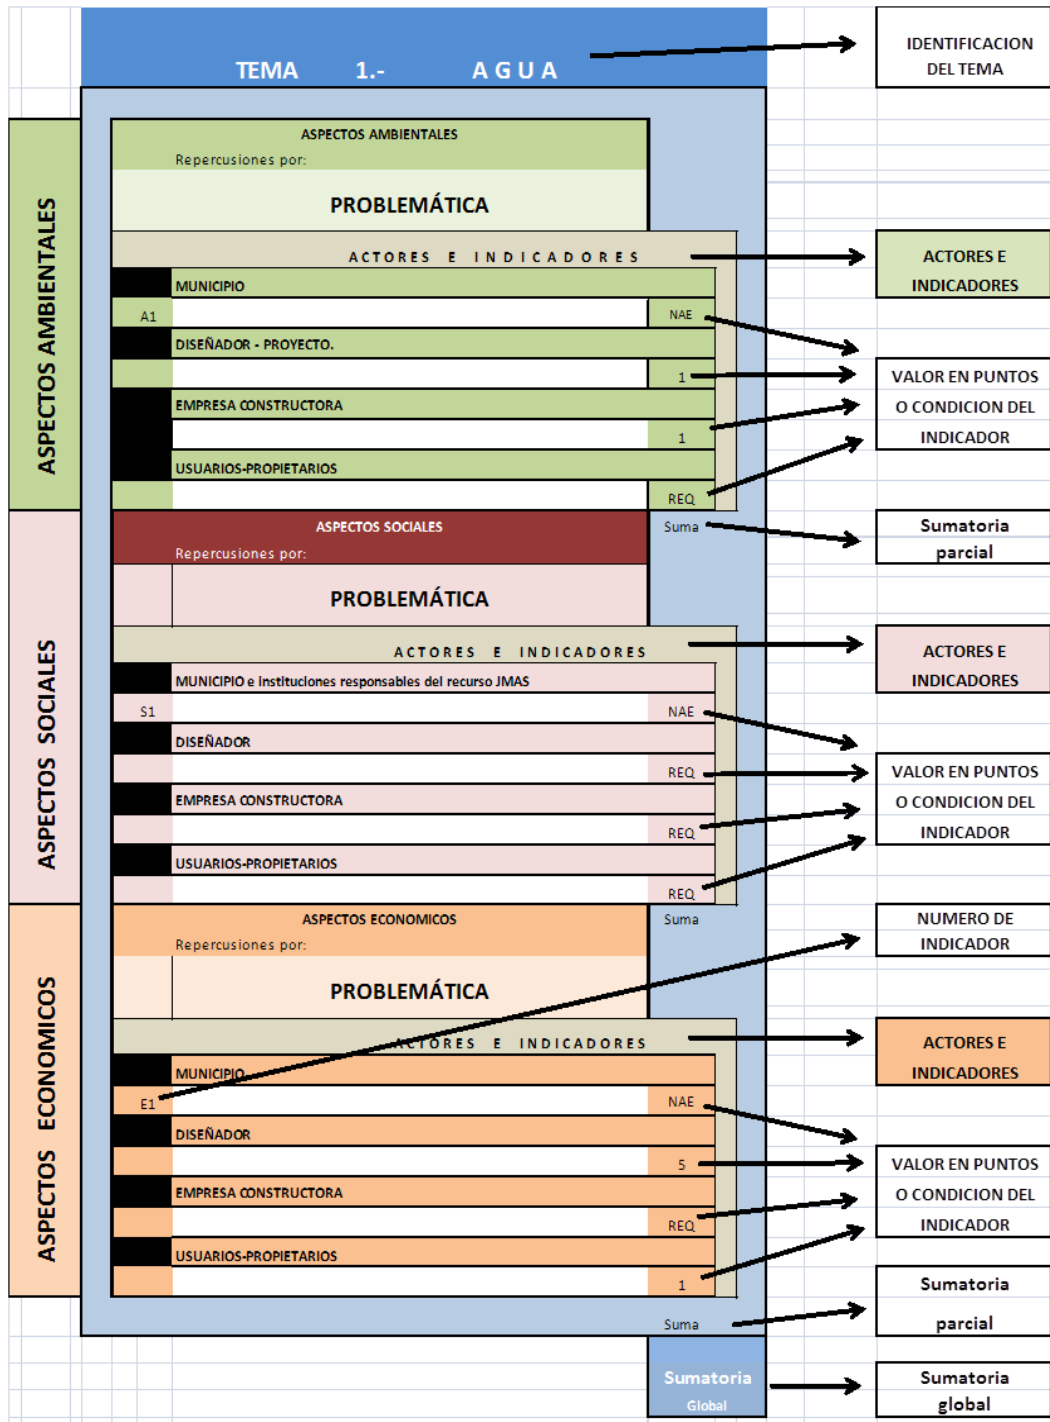 TEMA 1.- A G U A
IDENTIFICACION
DEL TEMA
ASPECTOS AMBIENTALES
ASPECTOS AMBIENTALES
Repercusiones por:
PROBLEMÁTICA
ACTORES E INDICADORES
ACTORES E
INDICADORES
MUNICIPIO
A1
NAE
DISEÑADOR - PROYECTO.
1
VALOR EN PUNTOS
O CONDICION DEL
INDICADOR
EMPRESA CONSTRUCTORA
1
USUARIOS-PROPIETARIOS
REQ
ASPECTOS SOCIALES
ASPECTOS SOCIALES
Suma
Sumatoria
parcial
Repercusiones por:
PROBLEMÁTICA
ACTORES E INDICADORES
ACTORES E
INDICADORES
MUNICIPIO e instituciones responsables del recurso JMAS
S1
NAE
DISEÑADOR
REQ
VALOR EN PUNTOS
O CONDICION DEL
INDICADOR
EMPRESA CONSTRUCTORA
REQ
USUARIOS-PROPIETARIOS
REQ
ASPECTOS ECONOMICOS
ASPECTOS ECONOMICOS
Suma
NUMERO DE
INDICADOR
Repercusiones por:
PROBLEMÁTICA
ACTORES E INDICADORES
ACTORES E
INDICADORES
MUNICIPIO
E1
NAE
DISEÑADOR
5
VALOR EN PUNTOS
O CONDICION DEL
INDICADOR
EMPRESA CONSTRUCTORA
REQ
USUARIOS-PROPIETARIOS
1
Suma
Sumatoria
parcial
Sumatoria
Global
Sumatoria
global